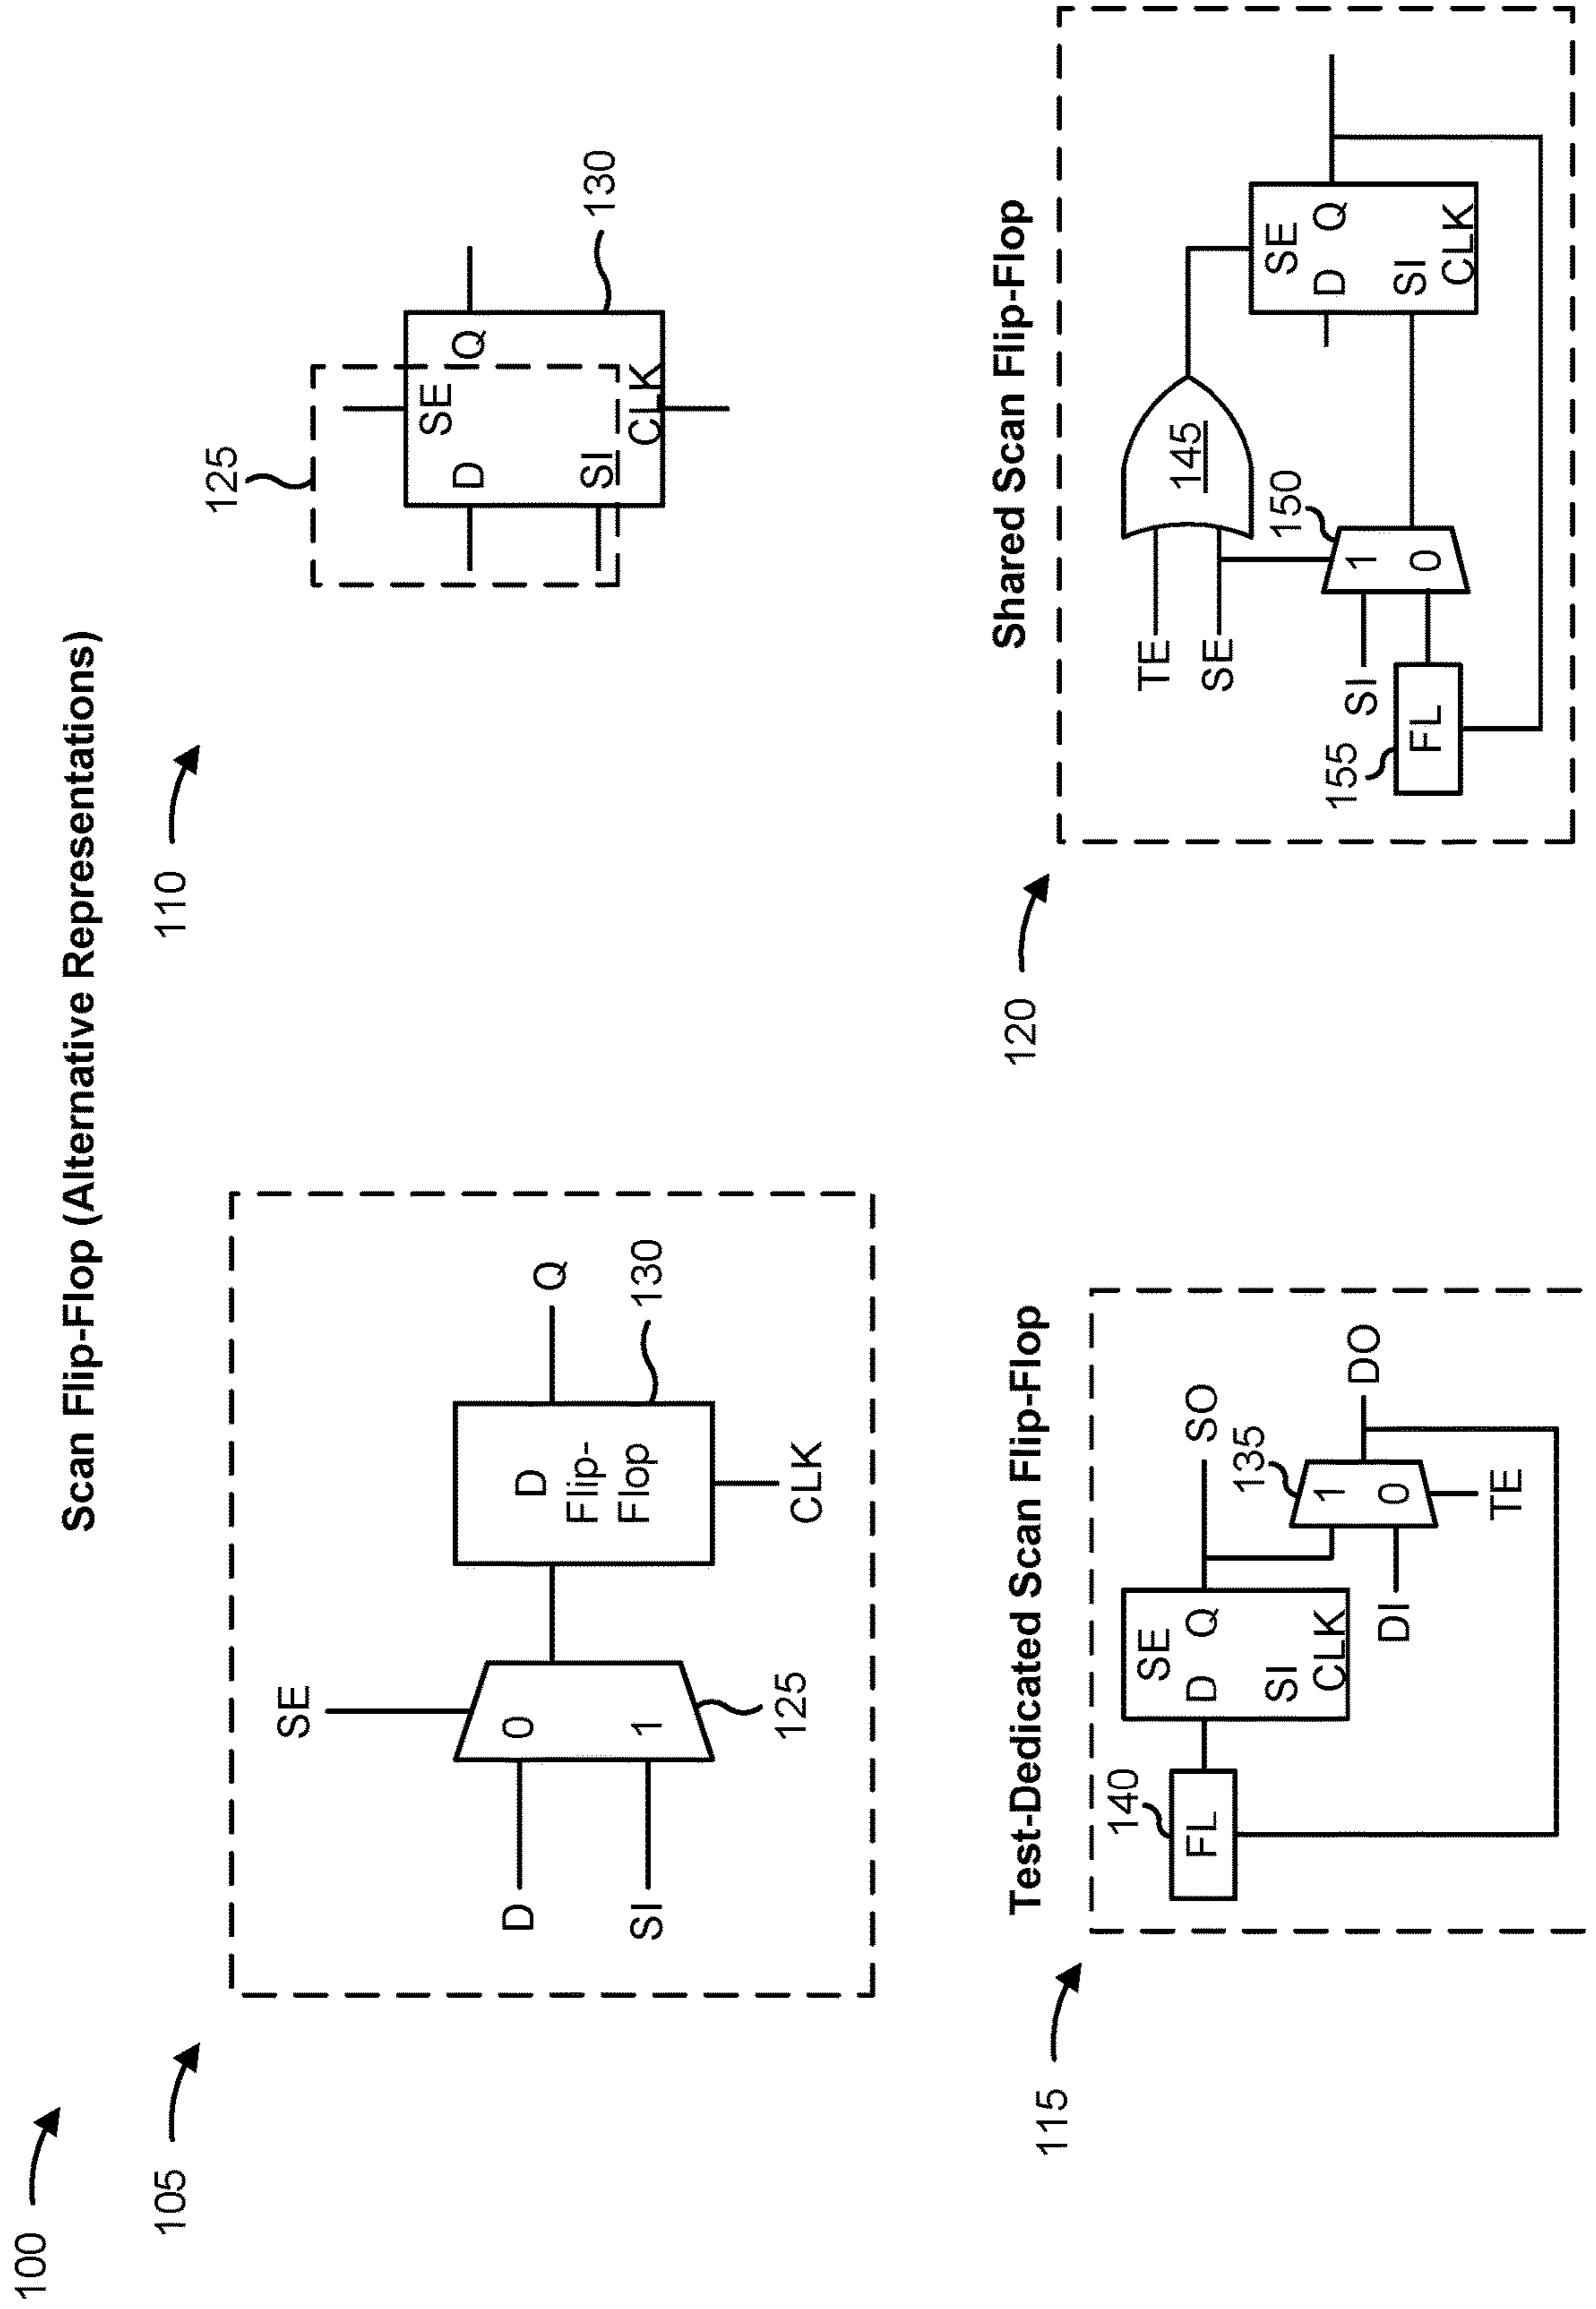 100
Scan Flip-Flop (Alternative Representations)
105
SE
D
SI
0
1
125
D
Flip-
Flop
Q
130
CLK
110
125
SE
D
Q
SI
CLK
130
115
Test-Dedicated Scan Flip-Flop
140
FL
SE
D Q
SI
CLK
SO
135
1
0
DI
DO
TE
120
Shared Scan Flip-Flop
TE
SE
145
150
SI
1
0
155
FL
SE
D Q
SI
CLK